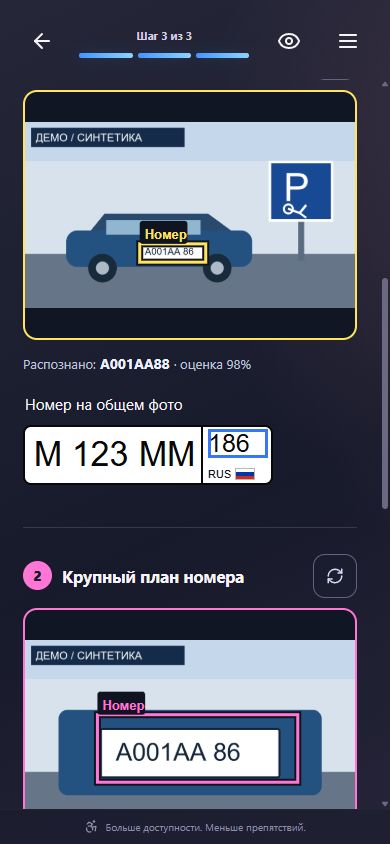 Шаг 3 из 3
ДЕМО / СИНТЕТИКА
P
Номер
А001АА 86
Распознано: А001АА88 · оценка 98%
Номер на общем фото
М 123 ММ 186
RUS
2 Крупный план номера
ДЕМО / СИНТЕТИКА
Номер
А001АА 86
Больше доступности. Меньше препятствий.